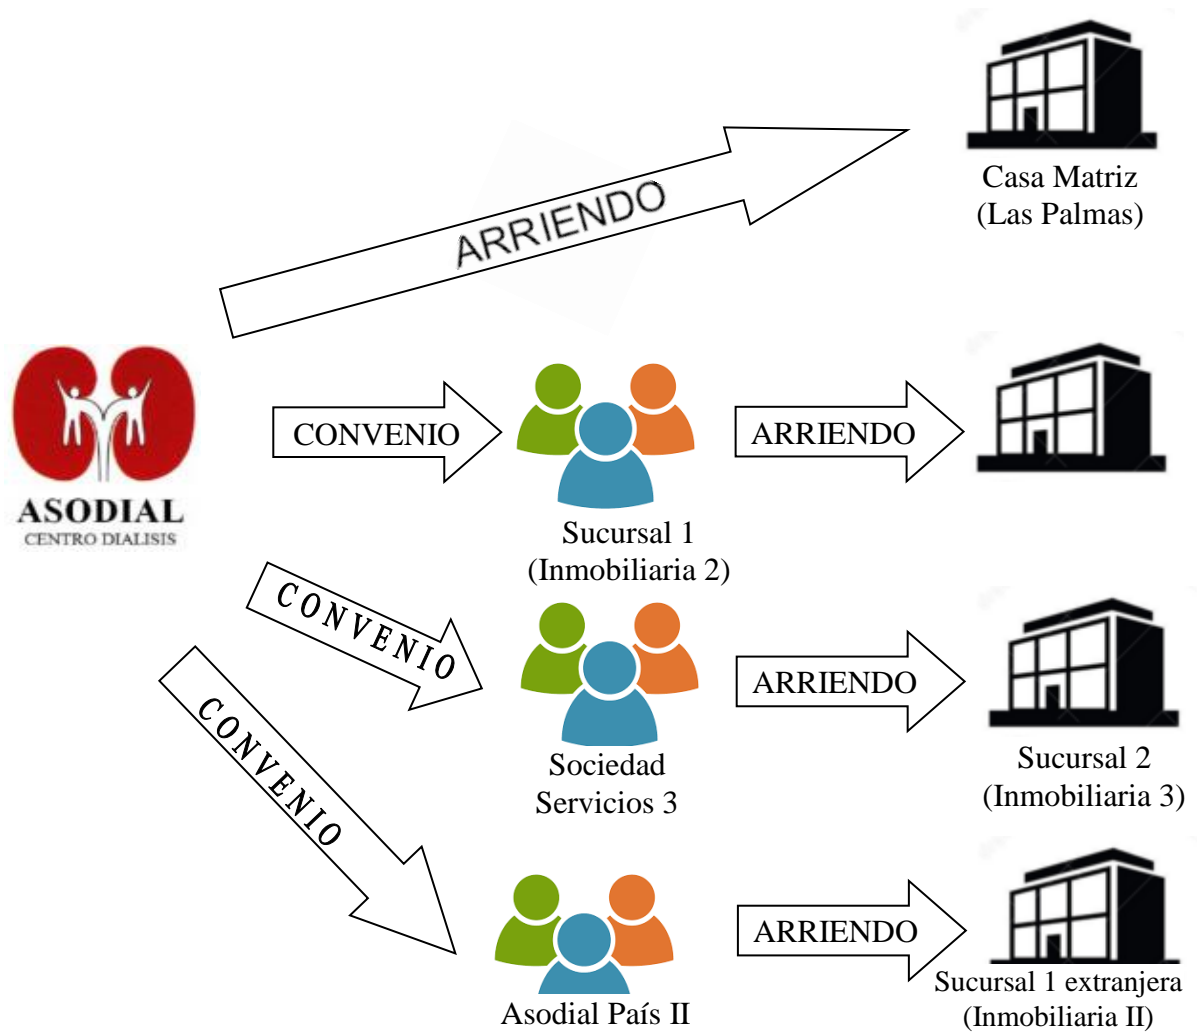 Casa Matriz
(Las Palmas)
ARRIENDO
ASODIAL
CENTRO DIALISIS
CONVENIO
Sucursal 1
(Inmobiliaria 2)
ARRIENDO
CONVENIO
Sociedad
Servicios 3
ARRIENDO
Sucursal 2
(Inmobiliaria 3)
CONVENIO
Asodial País II
ARRIENDO
Sucursal 1 extranjera
(Inmobiliaria II)